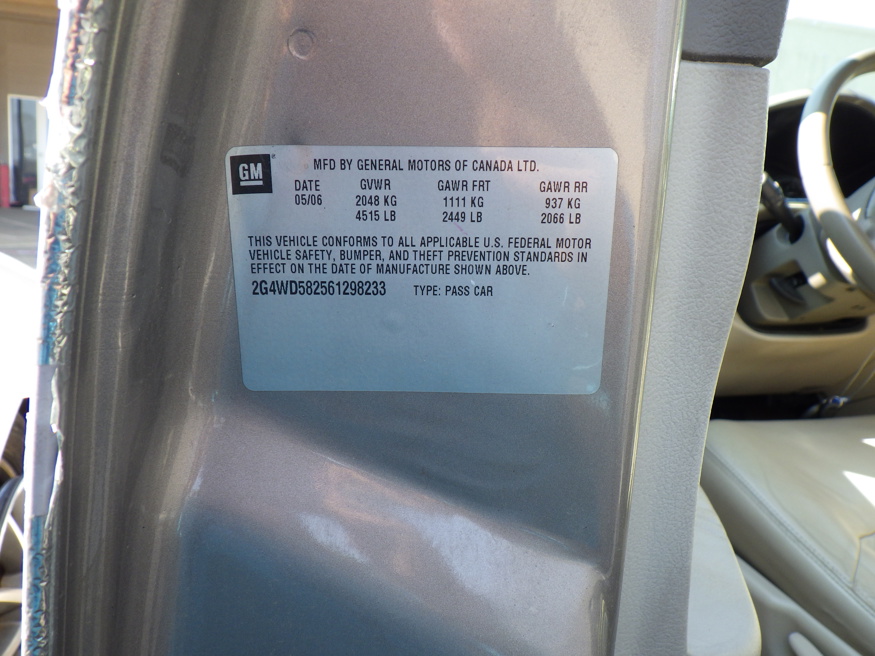 GM
MFD BY GENERAL MOTORS OF CANADA LTD.
DATE GVWR GAWR FRT GAWR RR
05/06 2048 KG 1111 KG 937 KG
4515 LB 2449 LB 2066 LB
THIS VEHICLE CONFORMS TO ALL APPLICABLE U.S. FEDERAL MOTOR
VEHICLE SAFETY, BUMPER, AND THEFT PREVENTION STANDARDS IN
EFFECT ON THE DATE OF MANUFACTURE SHOWN ABOVE.
2G4WD582561298233 TYPE: PASS CAR